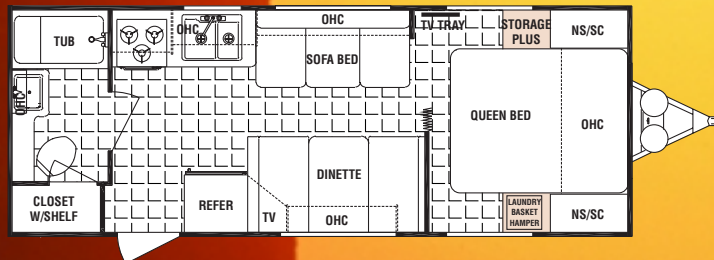 TUB
OHC
OHC
OHC
SOFA BED
TV TRAY
STORAGE
PLUS
NS/SC
QUEEN BED
OHC
CLOSET
W/SHELF
REFER
TV
DINETTE
OHC
LAUNDRY
BASKET
HAMPER
NS/SC